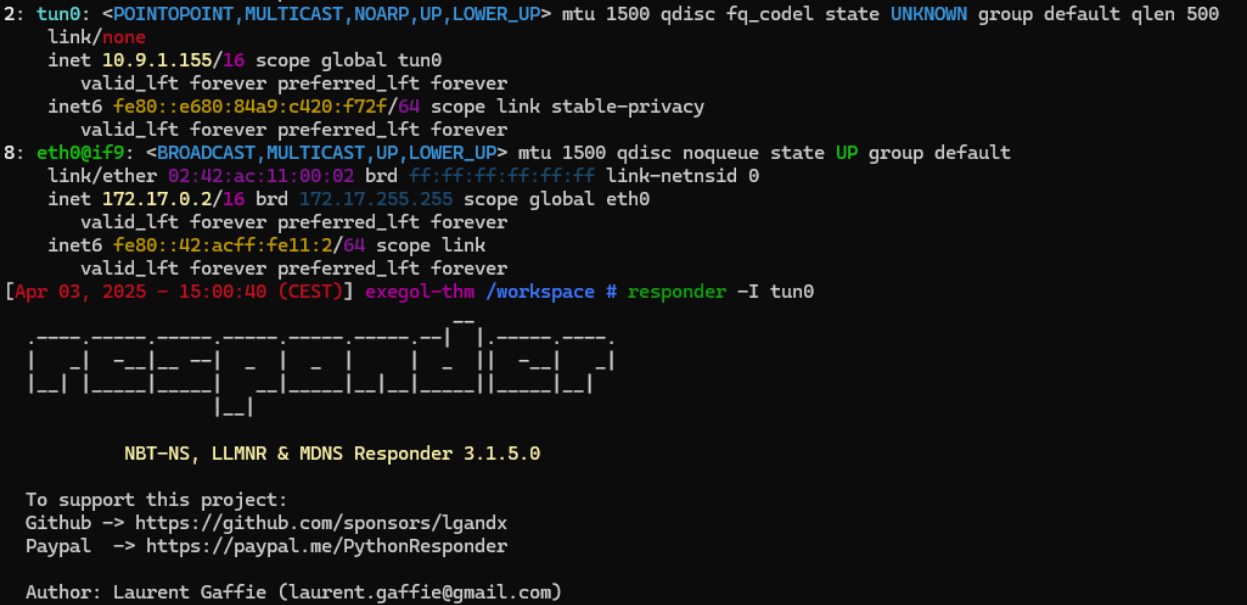 2: tun0: <POINTOPOINT,MULTICAST,NOARP,UP,LOWER_UP> mtu 1500 qdisc fq_codel state UNKNOWN group default qlen 500
    link/none
    inet 10.9.1.155/16 scope global tun0
       valid_lft forever preferred_lft forever
    inet6 fe80::e680:84a9:c420:f72f/64 scope link stable-privacy
       valid_lft forever preferred_lft forever
8: eth0@if9: <BROADCAST,MULTICAST,UP,LOWER_UP> mtu 1500 qdisc noqueue state UP group default
    link/ether 02:42:ac:11:00:02 brd ff:ff:ff:ff:ff:ff link-netnsid 0
    inet 172.17.0.2/16 brd 172.17.255.255 scope global eth0
       valid_lft forever preferred_lft forever
    inet6 fe80::42:acff:fe11:2/64 scope link
       valid_lft forever preferred_lft forever
[Apr 03, 2025 - 15:00:40 (CEST)] exegol-thm /workspace # responder -I tun0
responder
NBT-NS, LLMNR & MDNS Responder 3.1.5.0
To support this project:
Github -> https://github.com/sponsors/lgandx
Paypal  -> https://paypal.me/PythonResponder
Author: Laurent Gaffie (laurent.gaffie@gmail.com)